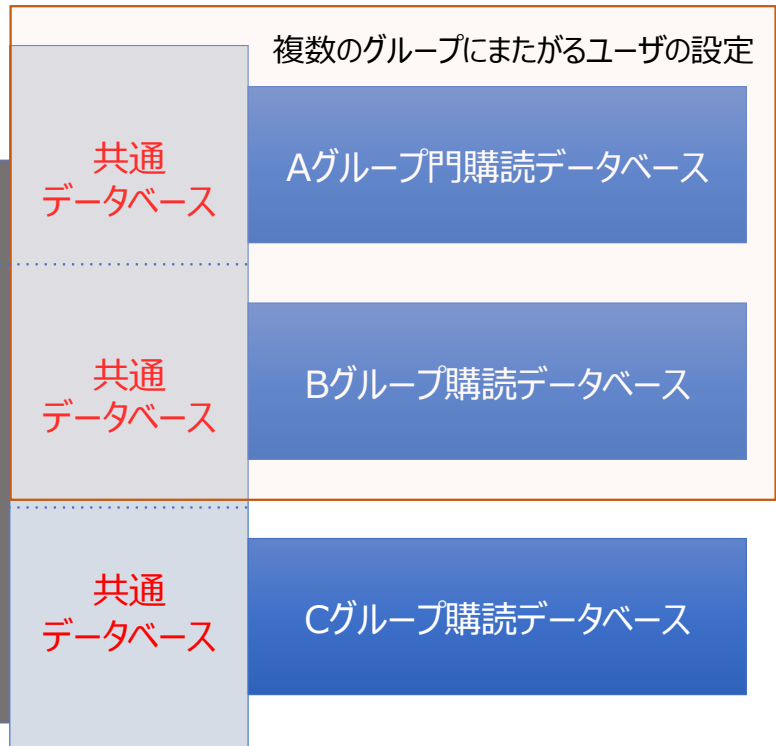 複数のグループにまたがるユーザの設定
共通
データベース
Aグループ門購読データベース
共通
データベース
Bグループ購読データベース
共通
データベース
Cグループ購読データベース